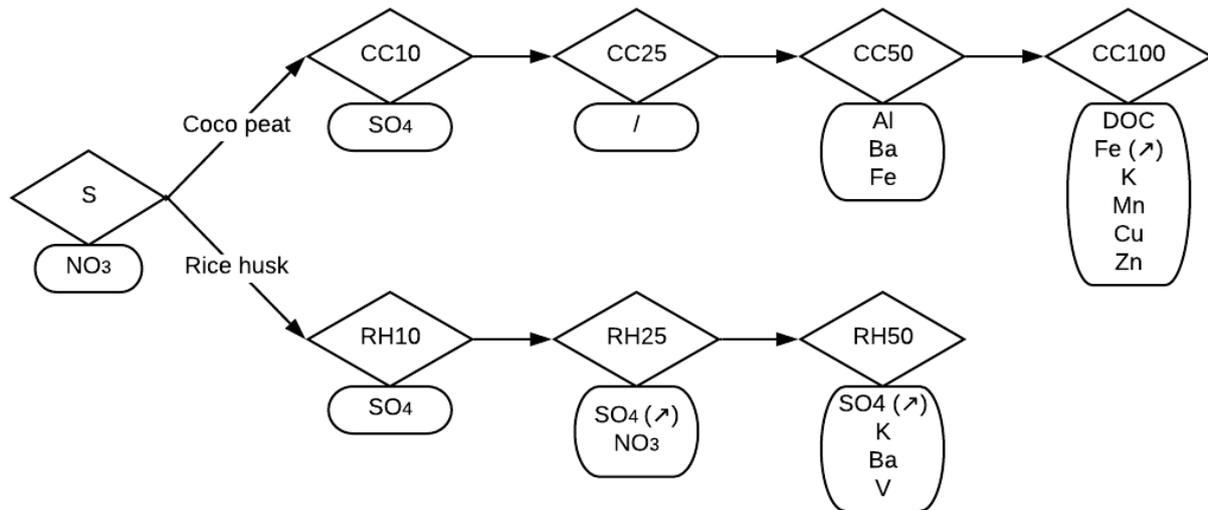 CC10
CC25
CC50
CC100
SO4
/
Al
Ba
Fe
DOC
Fe (↗)
K
Mn
Cu
Zn
Coco peat
S
NO3
Rice husk
RH10
RH25
RH50
SO4
SO4 (↗)
NO3
SO4 (↗)
K
Ba
V